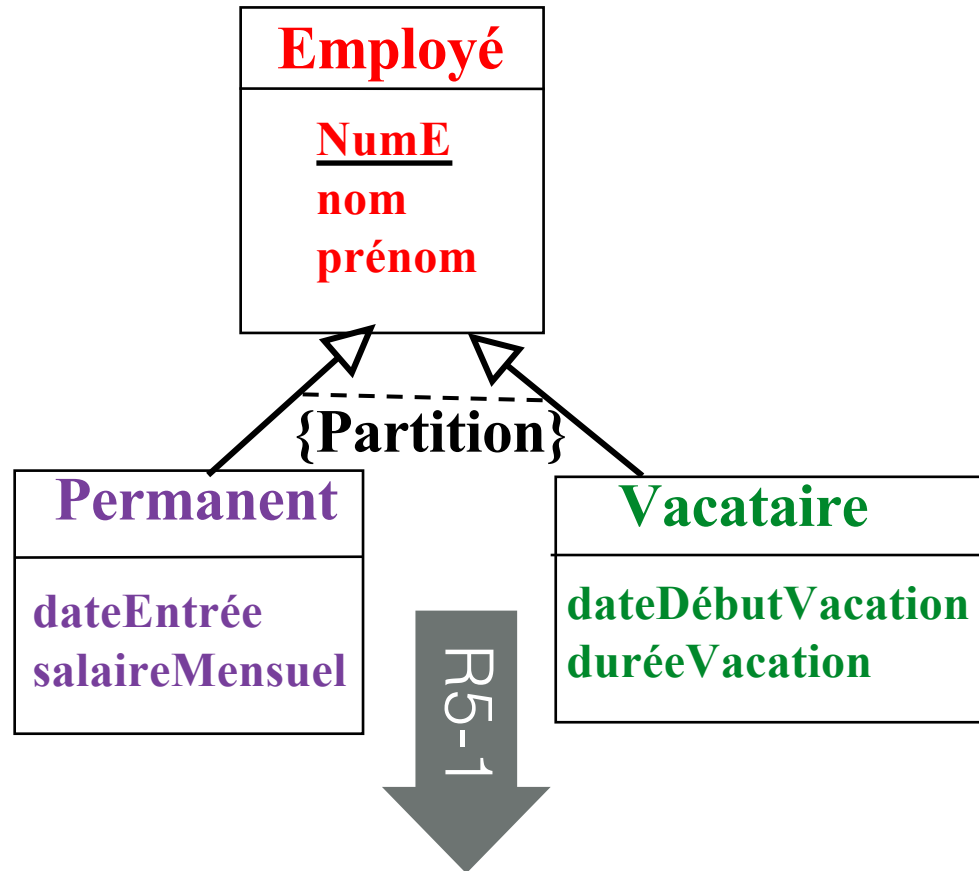 Employé
NumE
nom
prénom
{Partition}
Permanent
dateEntrée
salaireMensuel
Vacataire
dateDébutVacation
duréeVacation
R5-1